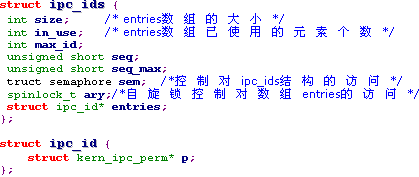 struct ipc_ids {
int size; /* entries数 组 的 大 小 */
int in_use; /* entries数 组 已 使 用 的 元 素 个 数 */
int max_id;
unsigned short seq;
unsigned short seq_max;
truct semaphore sem; /*控 制 对 ipc_ids结 构 的 访 问 */
spinlock_t ary;/*自 旋 锁 控 制 对 数 组 entries的 访 问 */
struct ipc_id* entries;
};
struct ipc_id {
struct kern_ipc_perm* p;
};